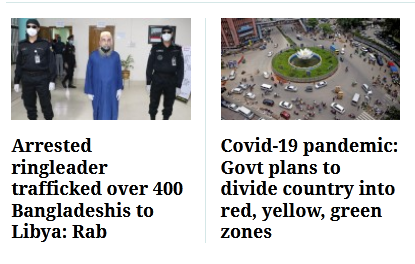 Arrested
ringleader
trafficked over 400
Bangladeshis to
Libya: Rab
Covid-19 pandemic:
Govt plans to
divide country into
red, yellow, green
zones